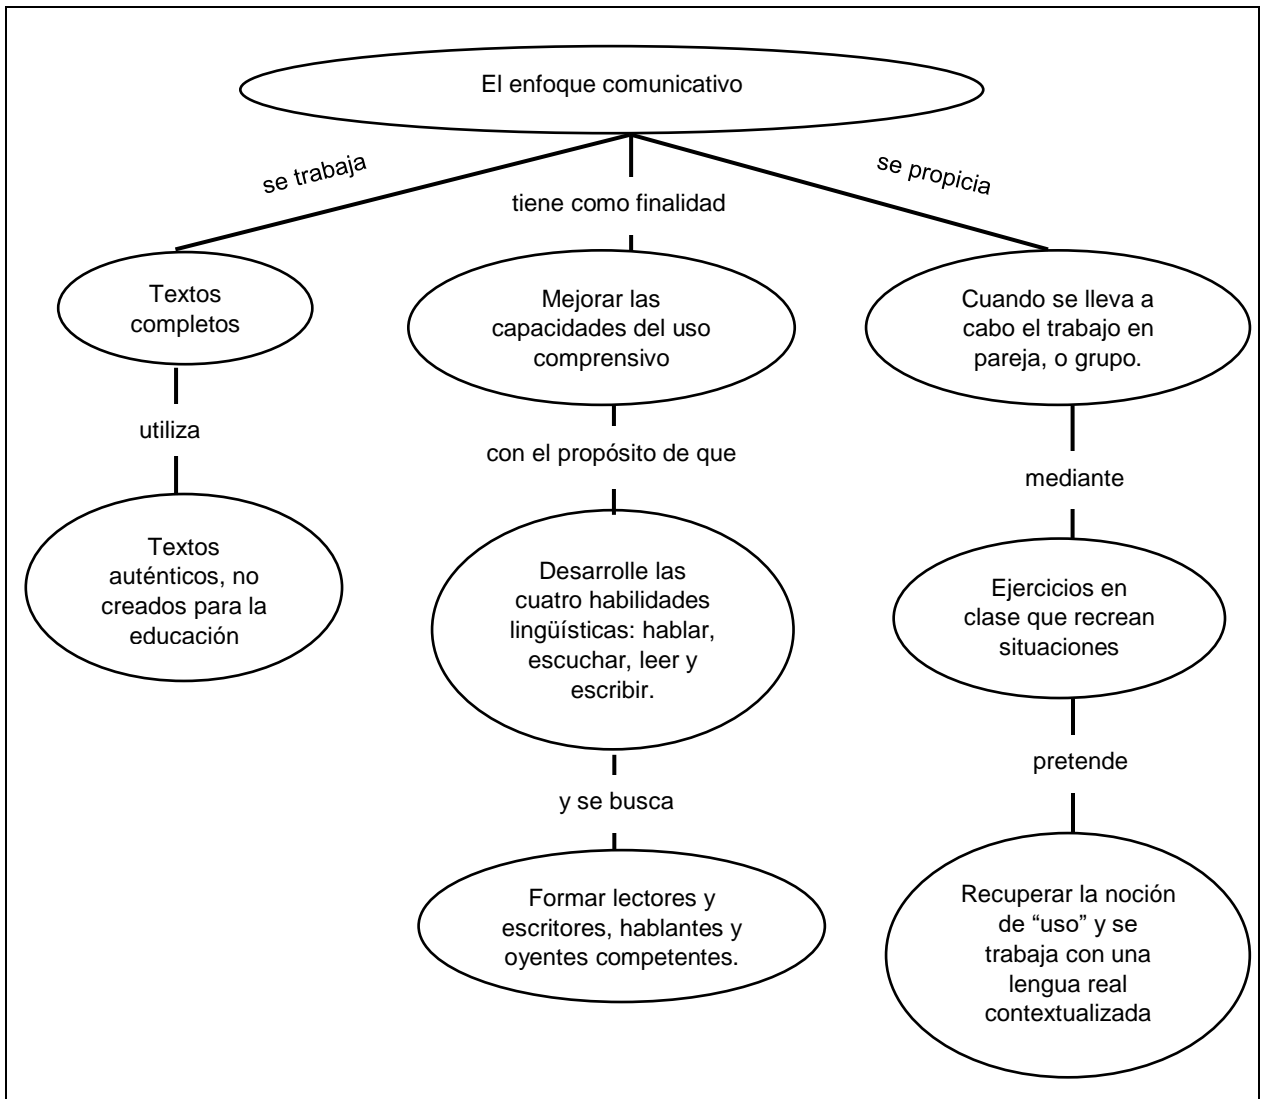 El enfoque comunicativo
se trabaja
tiene como finalidad
se propicia
Textos
completos
Mejorar las
capacidades del uso
comprensivo
Cuando se lleva a
cabo el trabajo en
pareja, o grupo.
utiliza
con el propósito de que
mediante
Textos
auténticos, no
creados para la
educación
Desarrolle las
cuatro habilidades
lingüísticas: hablar,
escuchar, leer y
escribir.
Ejercicios en
clase que recrean
situaciones
y se busca
pretende
Formar lectores y
escritores, hablantes y
oyentes competentes.
Recuperar la noción
de “uso” y se
trabaja con una
lengua real
contextualizada